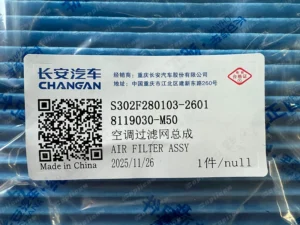 长安汽车
CHANGAN
经销商：重庆长安汽车股份有限公司
地址：中国重庆市江北区建新东路260号
合格证
S302F280103-2601
8119030-M50
空调过滤网总成
AIR FILTER ASSY
2025/11/26
1件/null
Made in China